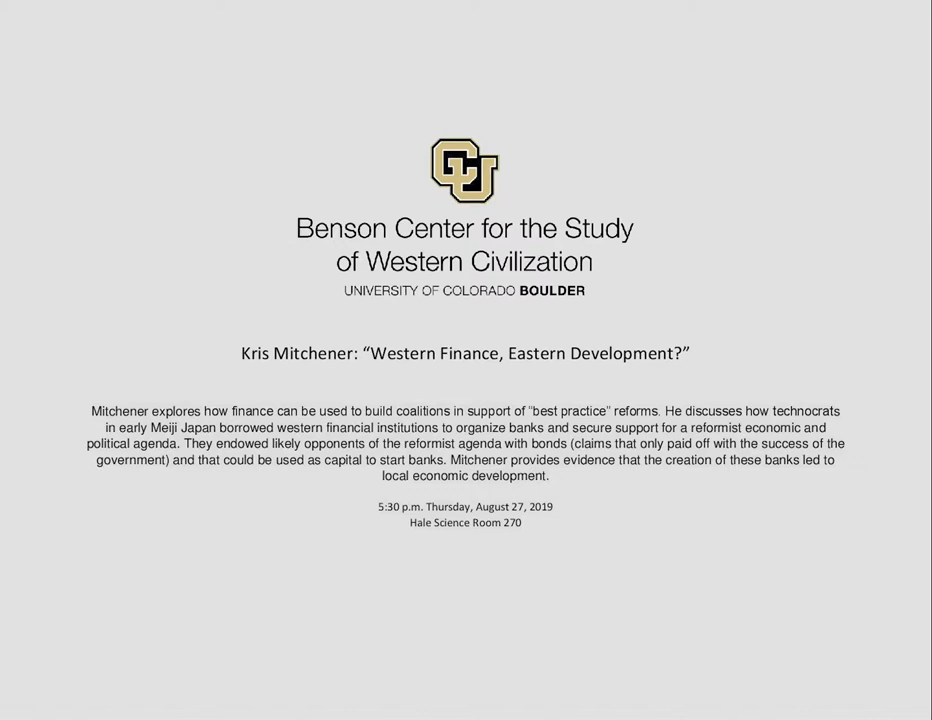 CU
Benson Center for the Study
of Western Civilization
UNIVERSITY OF COLORADO BOULDER
Kris Mitchener: “Western Finance, Eastern Development?”
Mitchener explores how finance can be used to build coalitions in support of "best practice" reforms. He discusses how technocrats
in early Meiji Japan borrowed western financial institutions to organize banks and secure support for a reformist economic and
political agenda. They endowed likely opponents of the reformist agenda with bonds (claims that only paid off with the success of the
government) and that could be used as capital to start banks. Mitchener provides evidence that the creation of these banks led to
local economic development.
5:30 p.m. Thursday, August 27, 2019
Hale Science Room 270